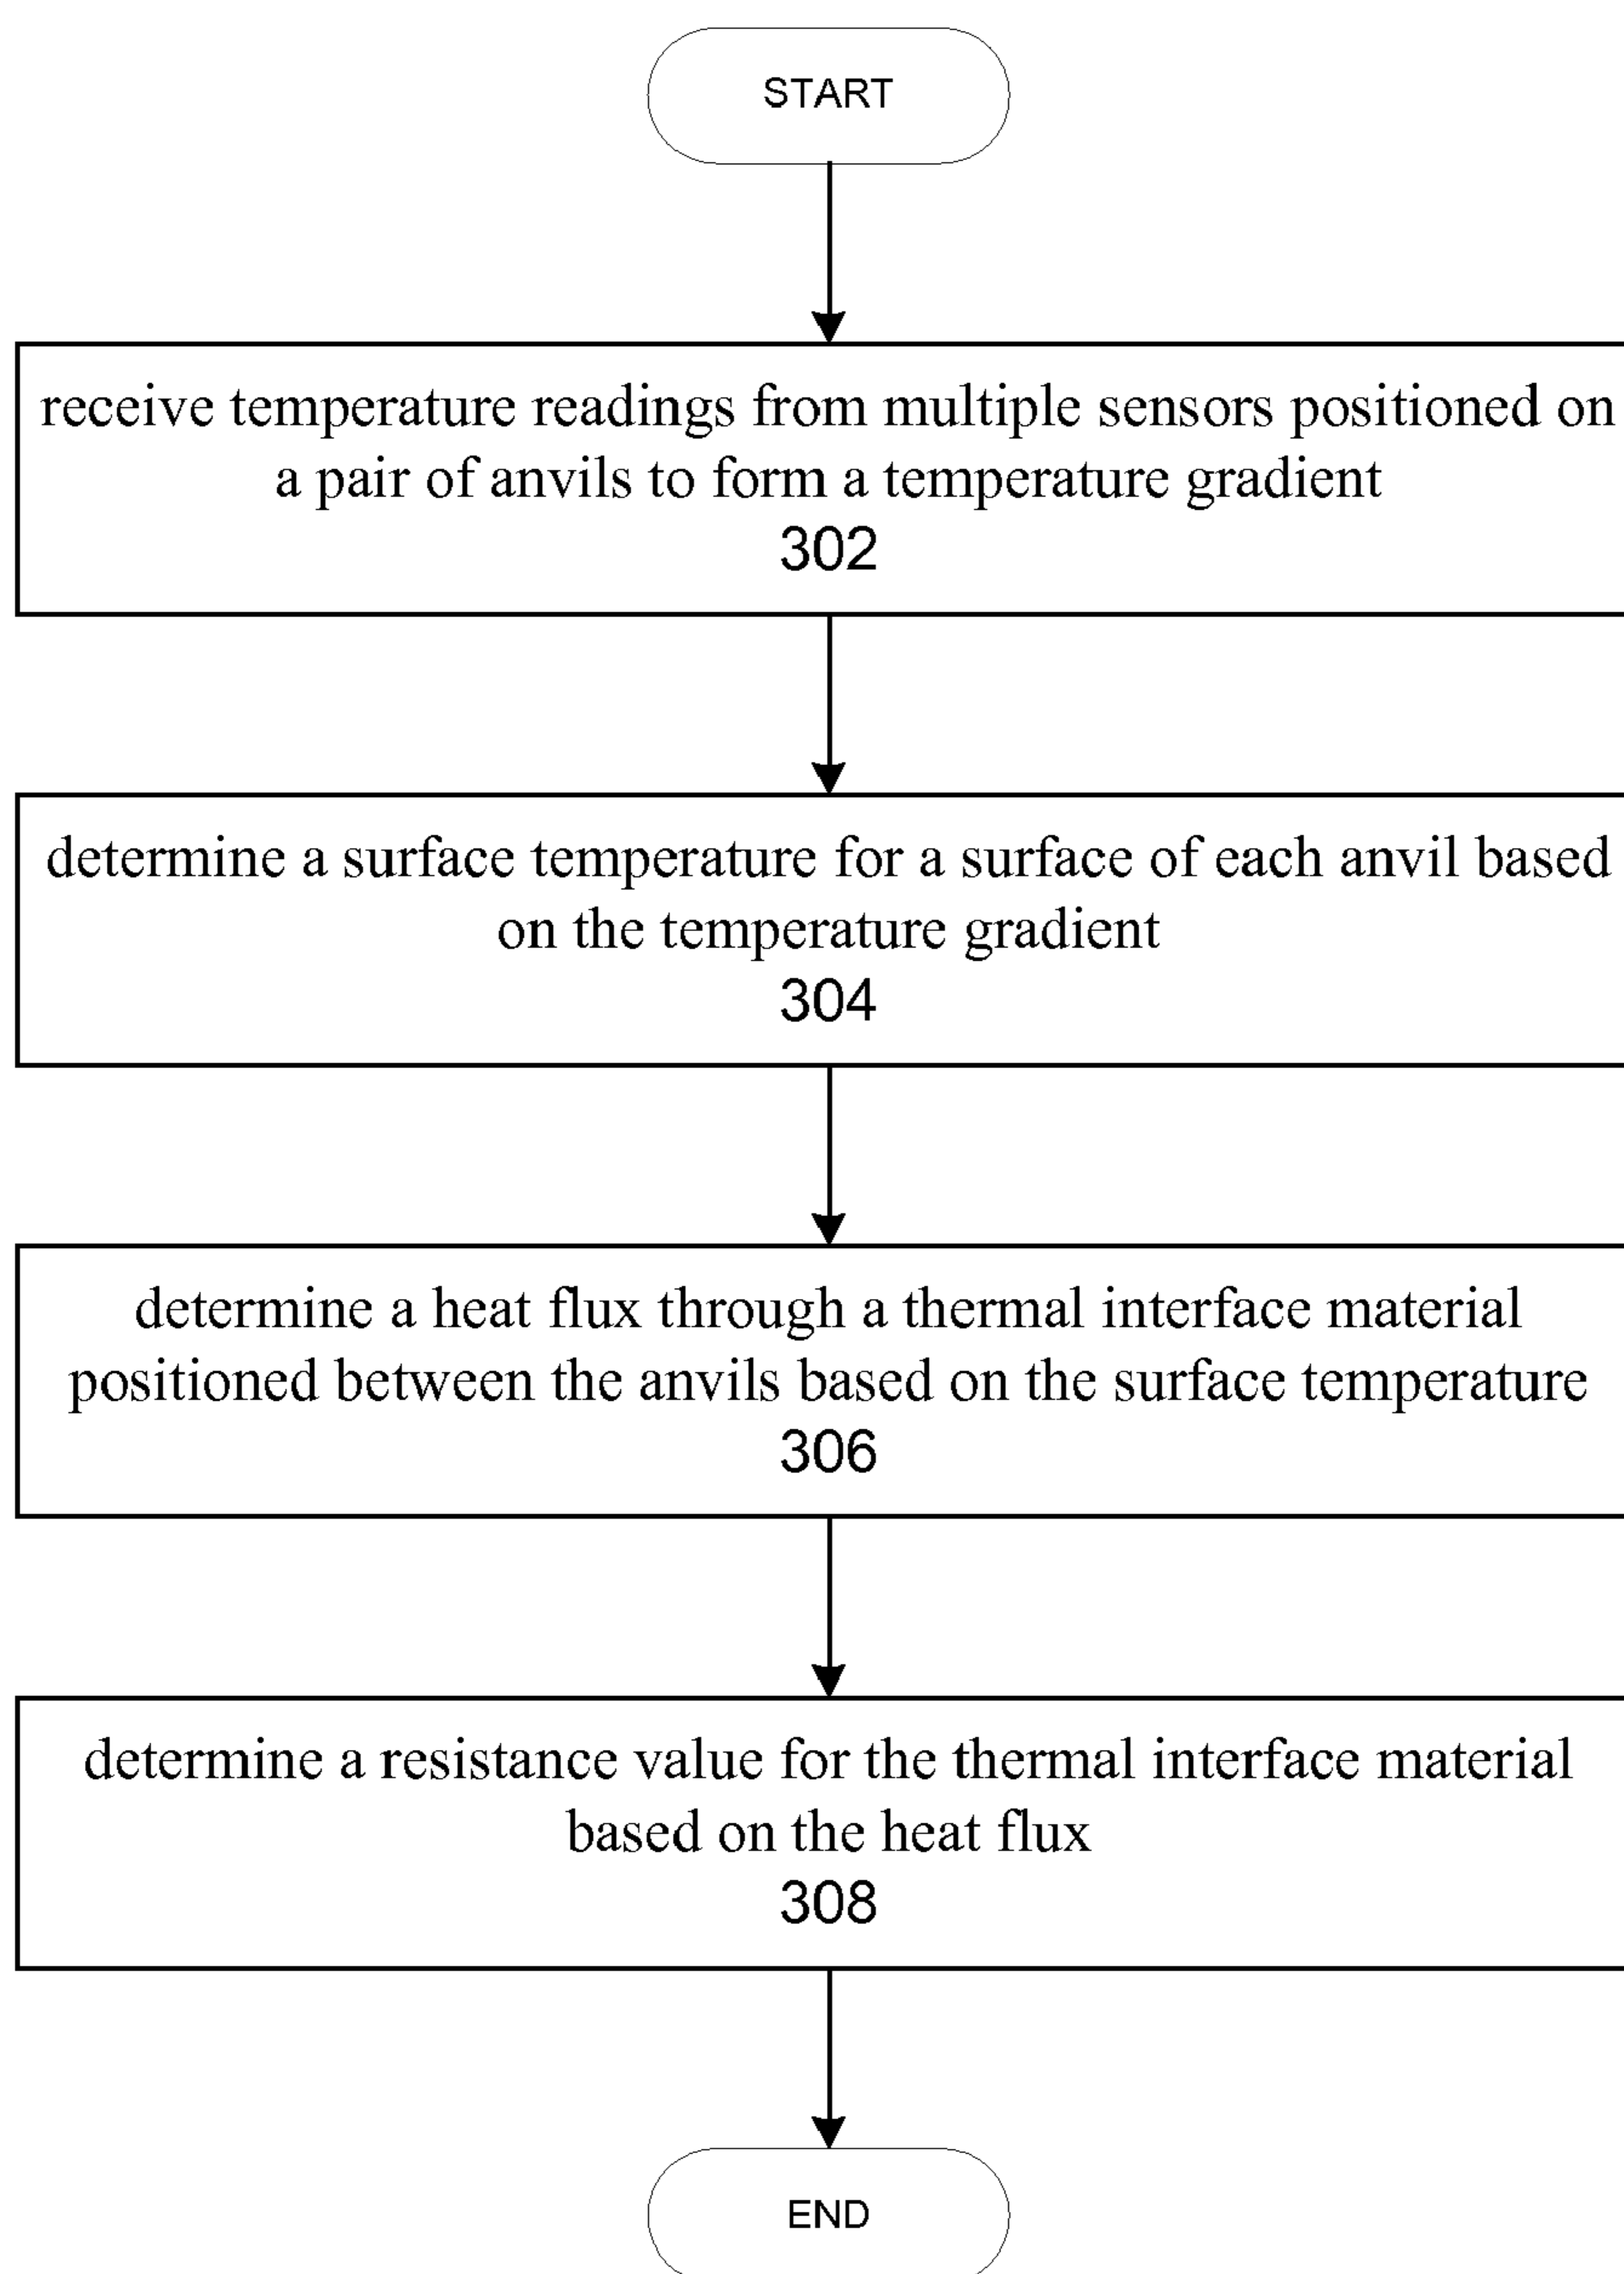 START
receive temperature readings from multiple sensors positioned on
a pair of anvils to form a temperature gradient
302
determine a surface temperature for a surface of each anvil based
on the temperature gradient
304
determine a heat flux through a thermal interface material
positioned between the anvils based on the surface temperature
306
determine a resistance value for the thermal interface material
based on the heat flux
308
END